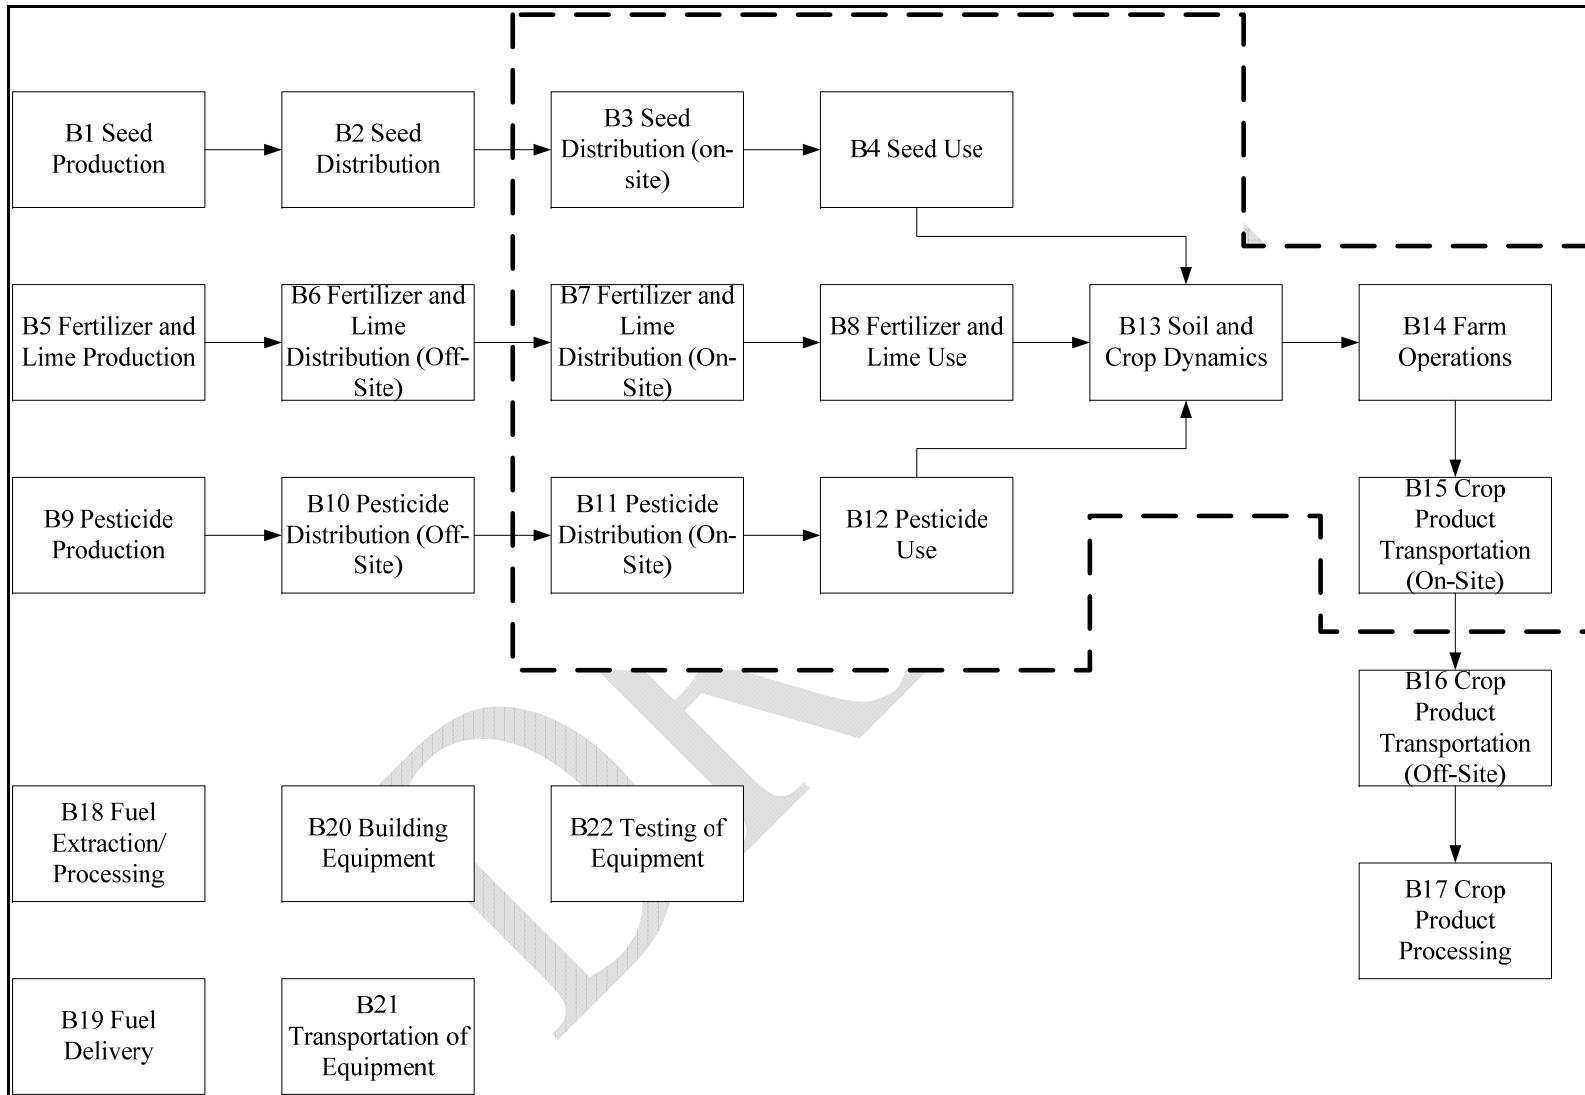 B1 Seed
Production
B2 Seed
Distribution
B3 Seed
Distribution (on-
site)
B4 Seed Use
B5 Fertilizer and
Lime Production
B6 Fertilizer and
Lime
Distribution (Off-
Site)
B7 Fertilizer and
Lime
Distribution (On-
Site)
B8 Fertilizer and
Lime Use
B13 Soil and
Crop Dynamics
B14 Farm
Operations
B9 Pesticide
Production
B10 Pesticide
Distribution (Off-
Site)
B11 Pesticide
Distribution (On-
Site)
B12 Pesticide
Use
B15 Crop
Product
Transportation
(On-Site)
B16 Crop
Product
Transportation
(Off-Site)
B18 Fuel
Extraction/
Processing
B20 Building
Equipment
B22 Testing of
Equipment
B17 Crop
Product
Processing
B19 Fuel
Delivery
B21
Transportation of
Equipment